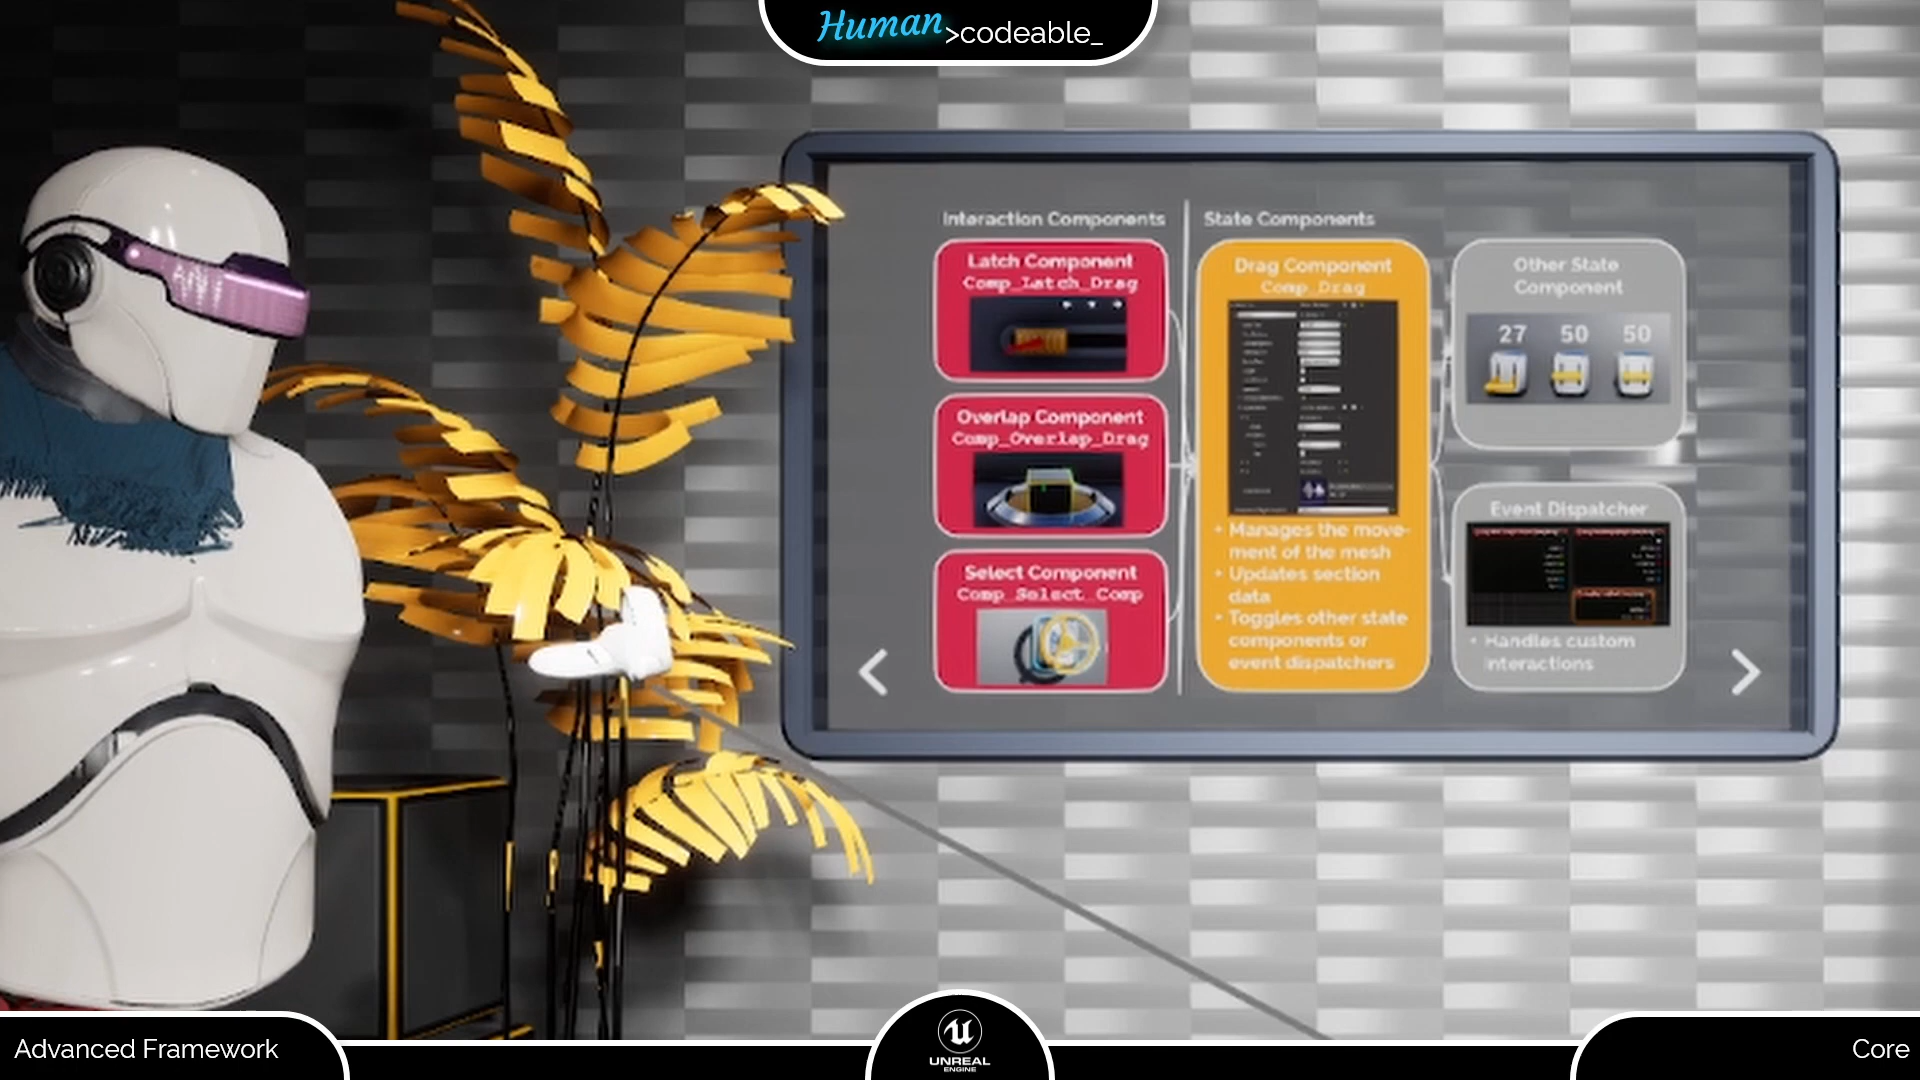 Human >codeable_
Interaction Components
State Components
Latch Component
Comp_Latch_Drag
Overlap Component
Comp_Overlap_Drag
Select Component
Comp_Select_Comp
Drag Component
Comp_Drag
• Manages the move-
ment of the mesh
• Updates section
data
• Toggles other state
components or
event dispatchers
Other State
Component
27 50 50
Event Dispatcher
• Handles custom
interactions
Advanced Framework
UNREAL
ENGINE
Core